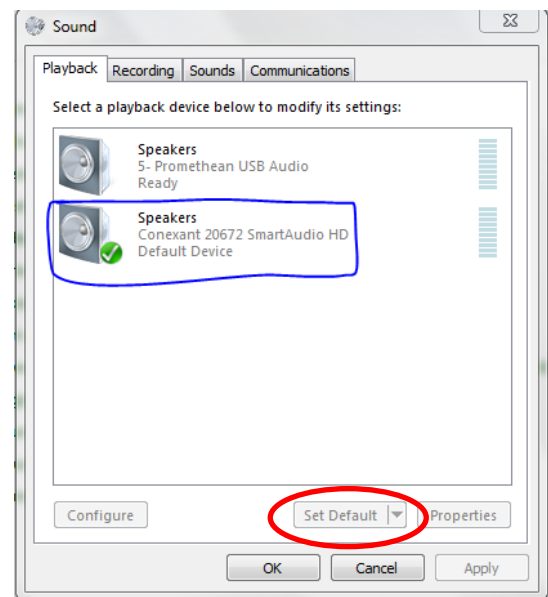 Sound
Playback Recording Sounds Communications
Select a playback device below to modify its settings:
Speakers
5- Promethean USB Audio
Ready
Speakers
Conexant 20672 SmartAudio HD
Default Device
Configure Set Default Properties
OK Cancel Apply